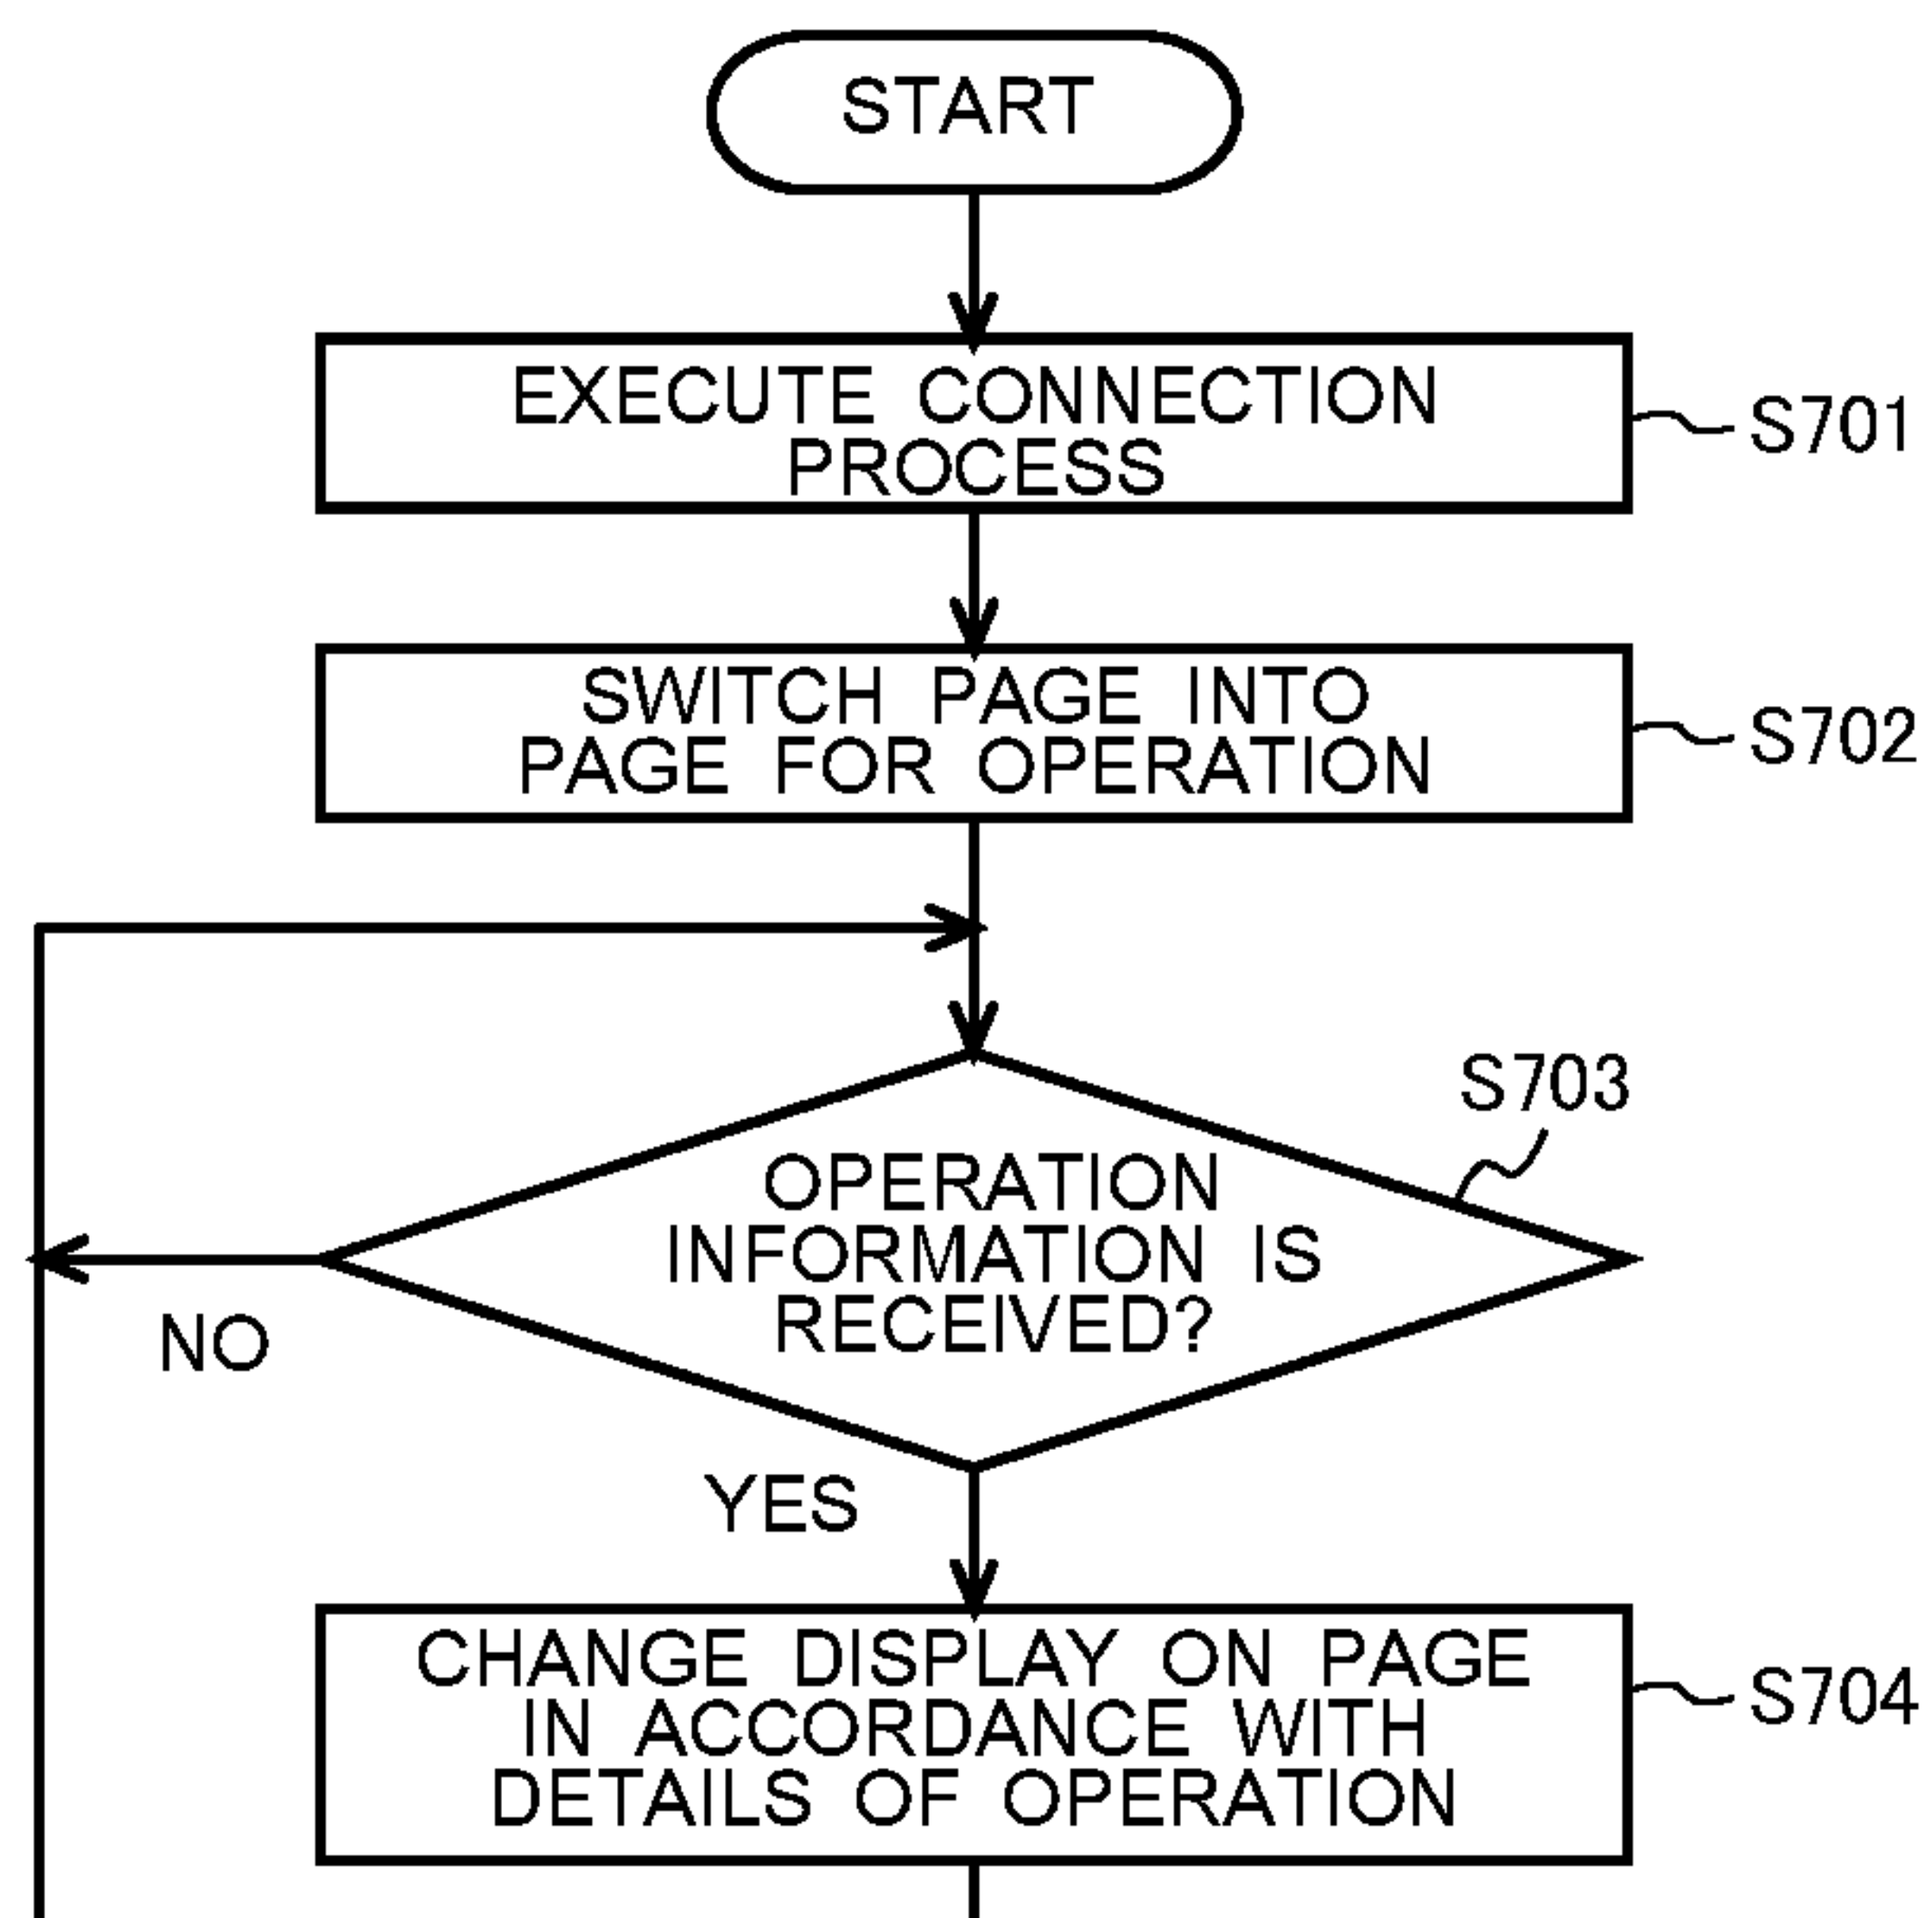 START
EXECUTE CONNECTION
PROCESS
S701
SWITCH PAGE INTO
PAGE FOR OPERATION
S702
S703
OPERATION
INFORMATION IS
RECEIVED?
NO
YES
CHANGE DISPLAY ON PAGE
IN ACCORDANCE WITH
DETAILS OF OPERATION
S704